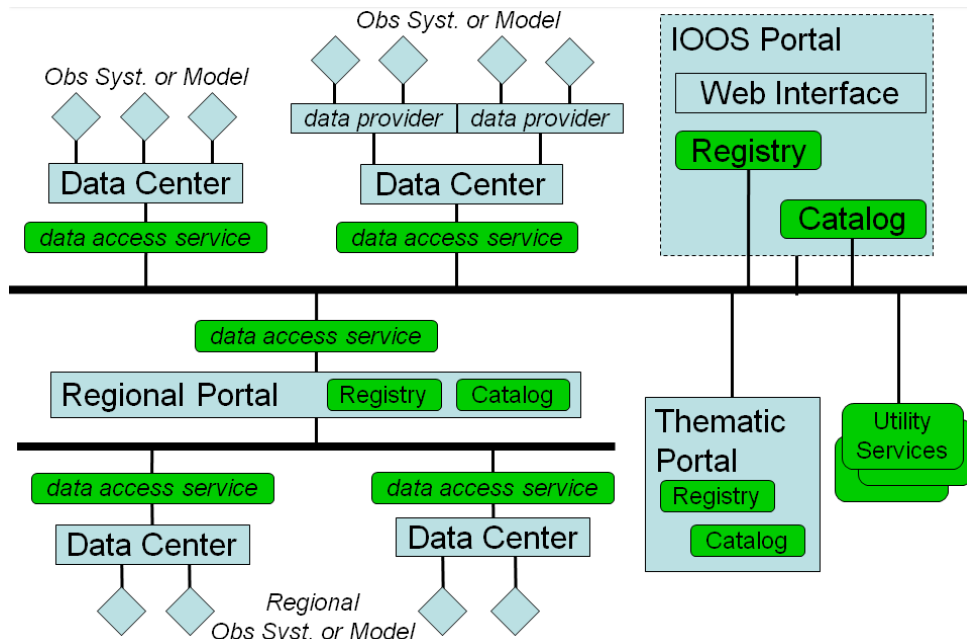 Obs Syst. or Model
Obs Syst. or Model
data provider
data provider
Data Center
Data Center
data access service
data access service
IOOS Portal
Web Interface
Registry
Catalog
data access service
Regional Portal
Registry
Catalog
data access service
data access service
Data Center
Data Center
Regional
Obs Syst. or Model
Thematic
Portal
Registry
Catalog
Utility
Services